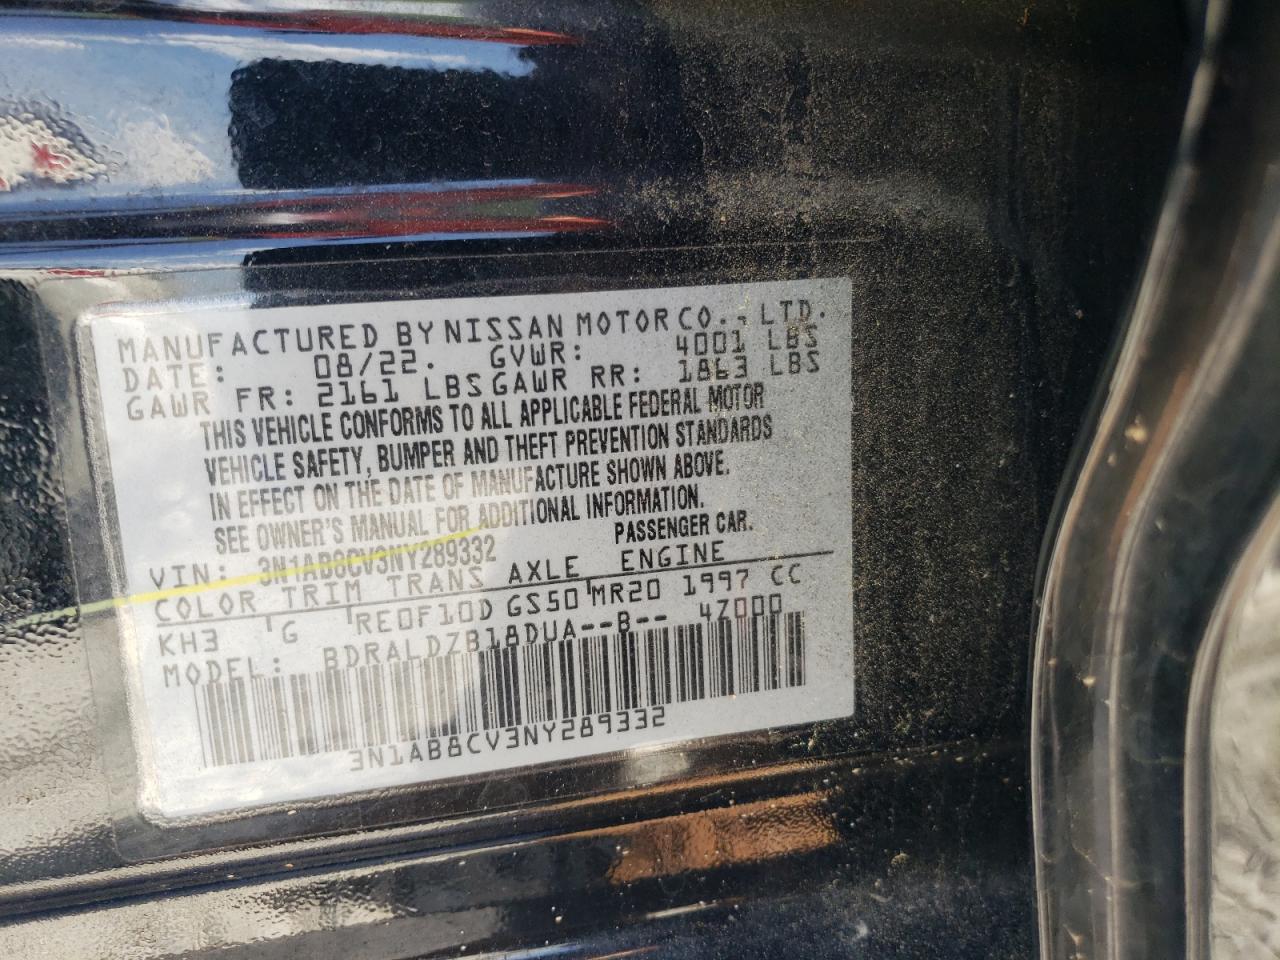 MANUFACTURED BY NISSAN MOTOR CO., LTD.
DATE: 08/22. GVWR: 4001 LBS
GAWR FR: 2161 LBS GAWR RR: 1863 LBS
THIS VEHICLE CONFORMS TO ALL APPLICABLE FEDERAL MOTOR
VEHICLE SAFETY, BUMPER AND THEFT PREVENTION STANDARDS
IN EFFECT ON THE DATE OF MANUFACTURE SHOWN ABOVE.
SEE OWNER'S MANUAL FOR ADDITIONAL INFORMATION.
PASSENGER CAR.
VIN: 3N1AB8CV3NY289332
COLOR TRIM TRANS AXLE ENGINE
KH3 G RE0F10D GS50 MR20 1997 CC
MODEL: BDRALDZB18DUA--B-- 4Z000
3N1AB8CV3NY289332